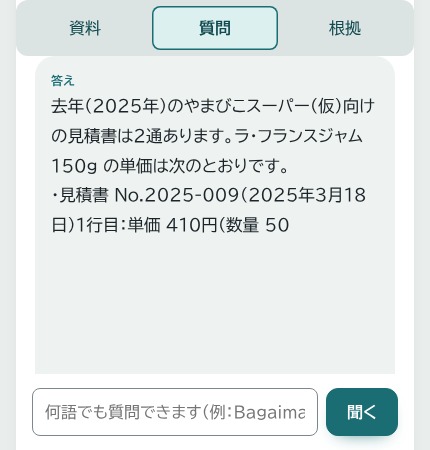 資料
質問
根拠
答え
去年(2025年)のやまびこスーパー(仮)向け
の見積書は2通あります。ラ・フランスジャム
150g の単価は次のとおりです。
・見積書 No.2025-009(2025年3月18
日)1行目:単価 410円(数量 50
何語でも質問できます(例:Bagaima
聞く